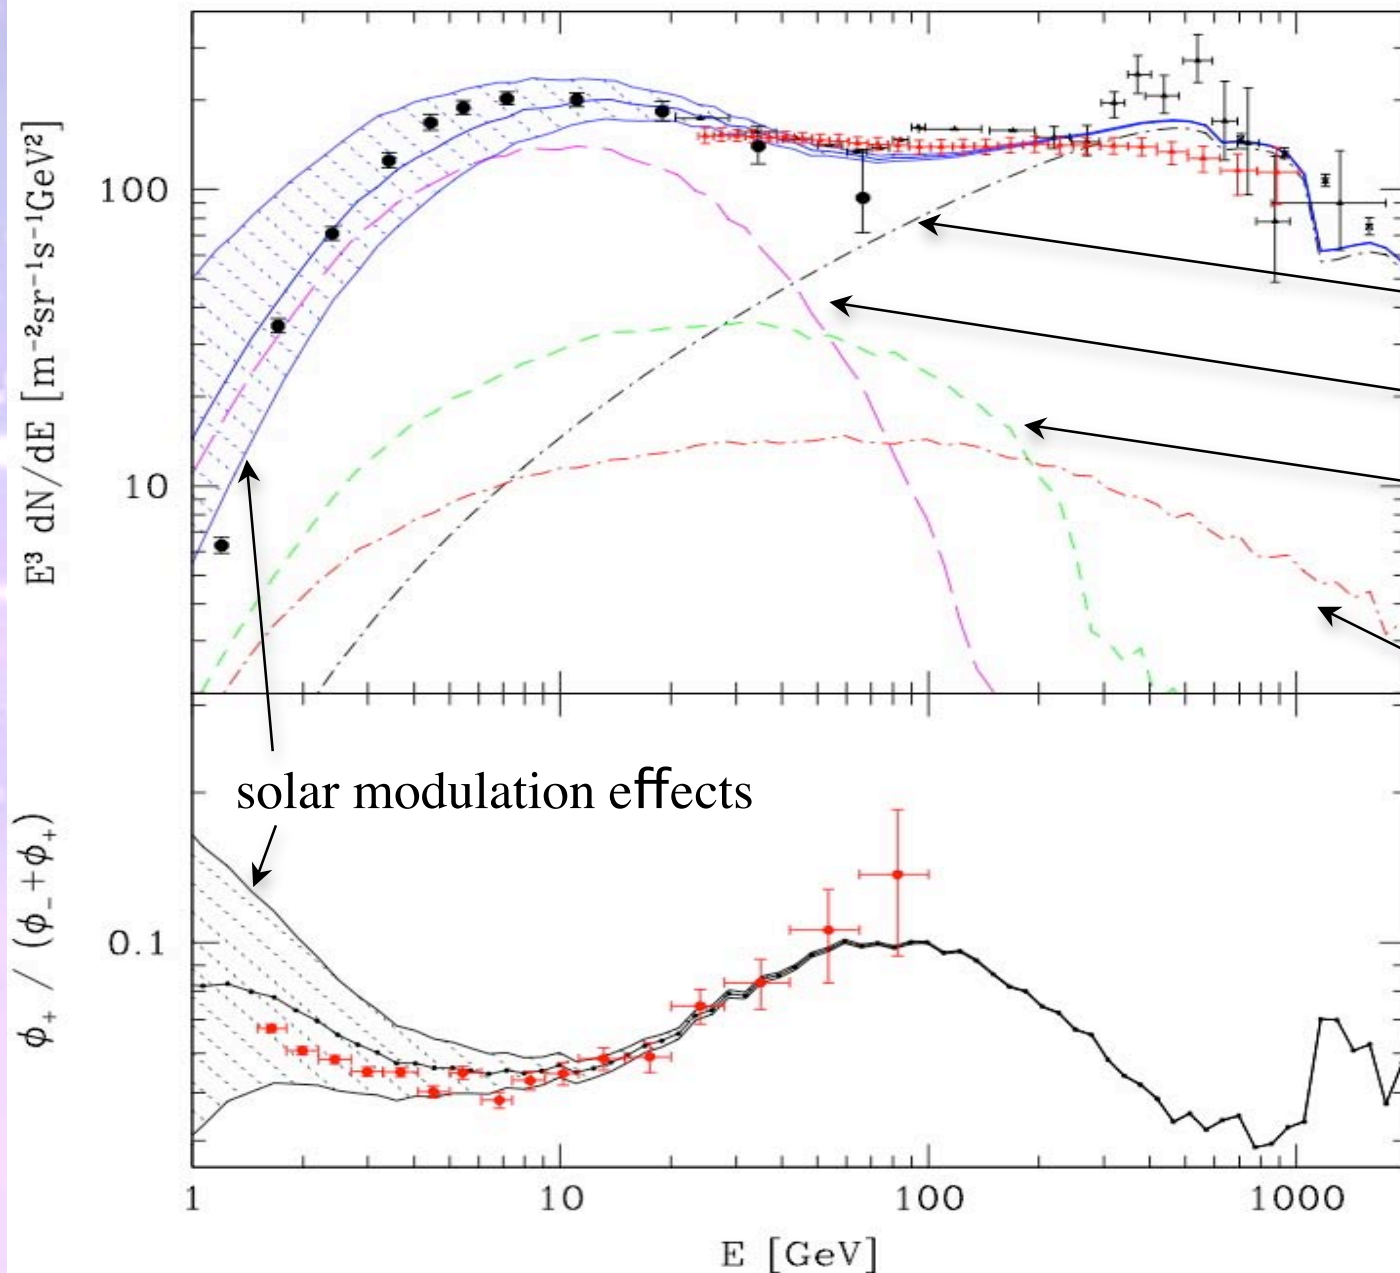 E³ dN/dE [m⁻²sr⁻¹s⁻¹GeV²]
100
10
solar modulation effects
ϕ₊ / (ϕ₋+ϕ₊)
0.1
1 10 100 1000
E [GeV]